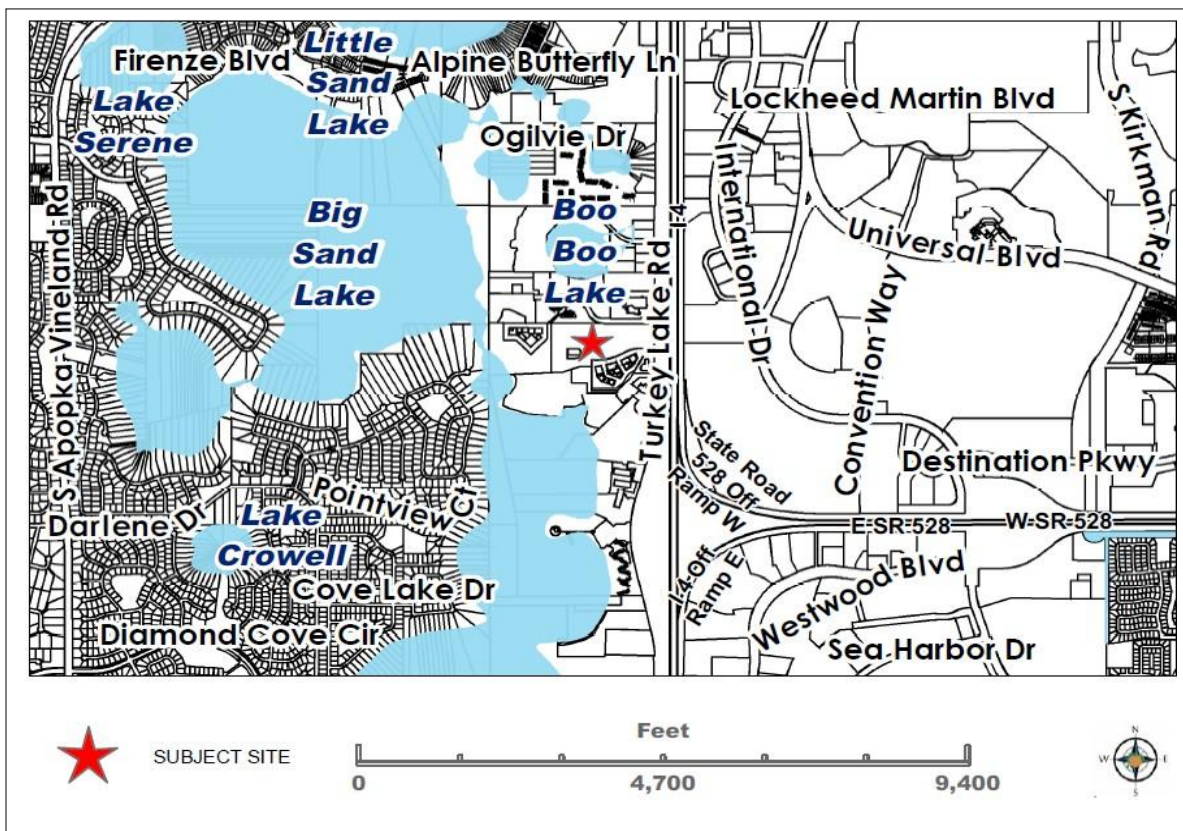 Firenze Blvd
Little
Sand
Lake
Alpine Butterfly Ln
Lake
Serene
Ogilvie Dr
Lockheed Martin Blvd
S Kirkman Rd
S Apopka-Vineland Rd
Big
Sand
Lake
Boo
Boo
Lake
I-4
Turkey Lake Rd
International Dr
Universal Blvd
Convention Way
State Road
528 Off
Ramp W
Destination Pkwy
Pointview Ct
Darlene Dr
Lake
Crowell
E SR 528
W SR 528
Cove Lake Dr
I-4 Off
Ramp E
Westwood Blvd
Diamond Cove Cir
Sea Harbor Dr
SUBJECT SITE
Feet
0
4,700
9,400
N
W
E
S